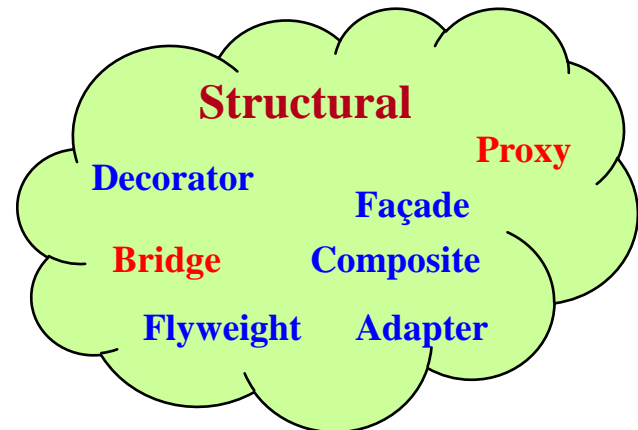 Structural
Proxy
Decorator
Façade
Bridge
Composite
Flyweight
Adapter